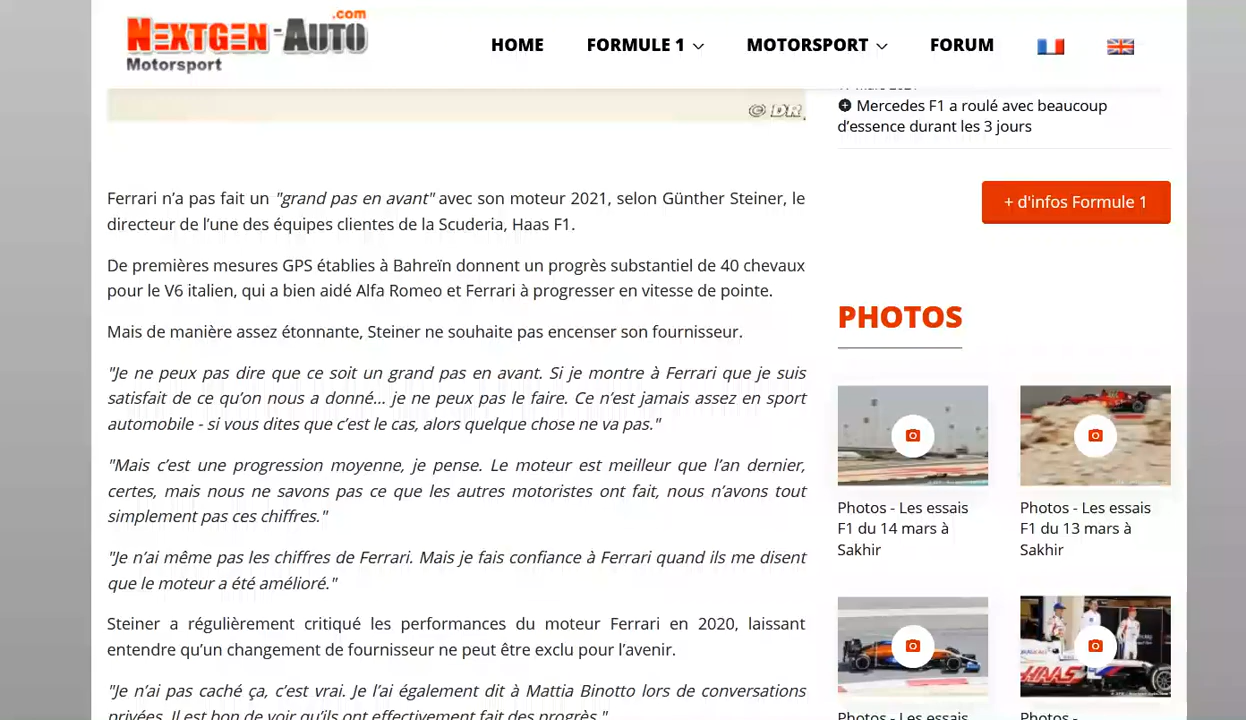 NEXTGEN-AUTO.com
Motorsport
HOME
FORMULE 1
MOTORSPORT
FORUM
© DR.
Ferrari n’a pas fait un "grand pas en avant" avec son moteur 2021, selon Günther Steiner, le
directeur de l’une des équipes clientes de la Scuderia, Haas F1.
De premières mesures GPS établies à Bahreïn donnent un progrès substantiel de 40 chevaux
pour le V6 italien, qui a bien aidé Alfa Romeo et Ferrari à progresser en vitesse de pointe.
Mais de manière assez étonnante, Steiner ne souhaite pas encenser son fournisseur.
"Je ne peux pas dire que ce soit un grand pas en avant. Si je montre à Ferrari que je suis
satisfait de ce qu’on nous a donné... je ne peux pas le faire. Ce n’est jamais assez en sport
automobile - si vous dites que c’est le cas, alors quelque chose ne va pas."
"Mais c’est une progression moyenne, je pense. Le moteur est meilleur que l’an dernier,
certes, mais nous ne savons pas ce que les autres motoristes ont fait, nous n’avons tout
simplement pas ces chiffres."
"Je n’ai même pas les chiffres de Ferrari. Mais je fais confiance à Ferrari quand ils me disent
que le moteur a été amélioré."
Steiner a régulièrement critiqué les performances du moteur Ferrari en 2020, laissant
entendre qu’un changement de fournisseur ne peut être exclu pour l’avenir.
"Je n’ai pas caché ça, c’est vrai. Je l’ai également dit à Mattia Binotto lors de conversations
privées. Il est bon de voir qu’ils ont effectivement fait des progrès."
Mercedes F1 a roulé avec beaucoup
d’essence durant les 3 jours
+ d'infos Formule 1
PHOTOS
Photos - Les essais
F1 du 14 mars à
Sakhir
Photos - Les essais
F1 du 13 mars à
Sakhir
HAAS
Photos - Les essais
Photos -